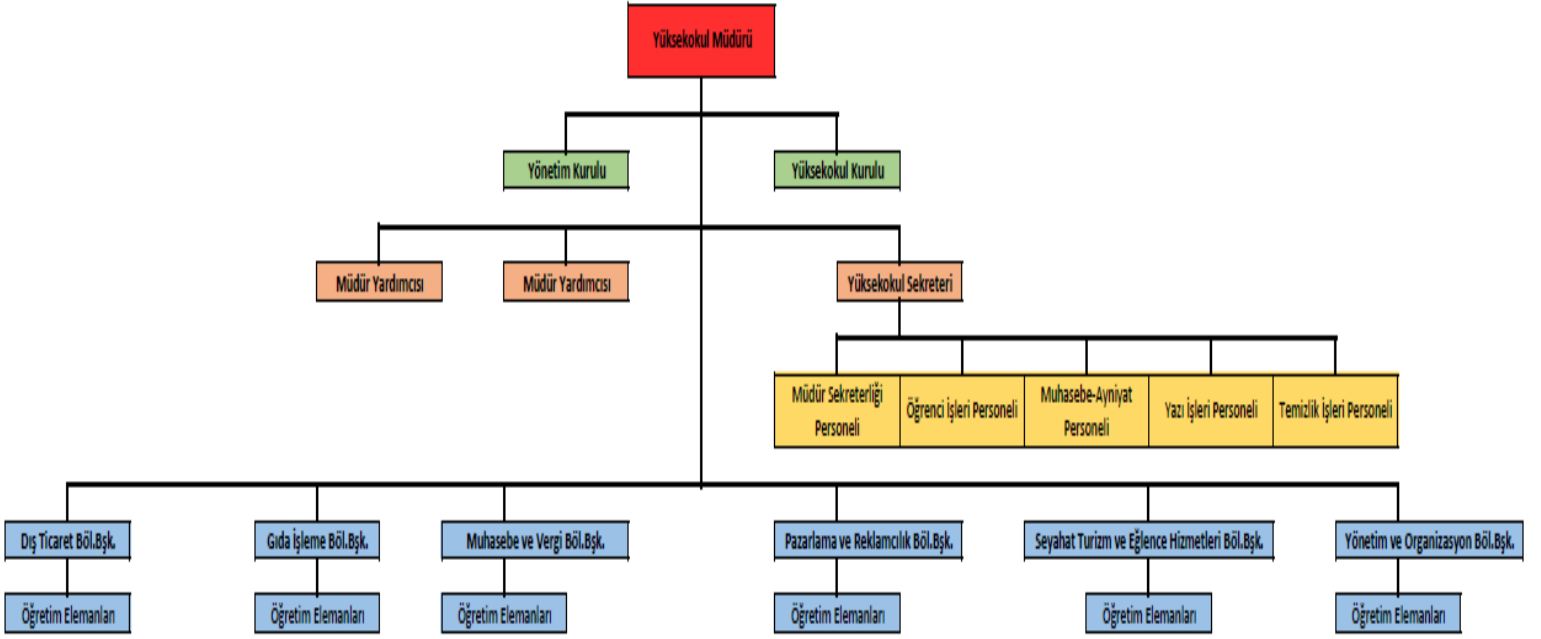 Yüksekokul Müdürü
Yönetim Kurulu
Yüksekokul Kurulu
Müdür Yardımcısı
Müdür Yardımcısı
Yüksekokul Sekreteri
Müdür Sekreterliği
Personeli
Öğrenci İşleri Personeli
Muhasebe-Ayniyat
Personeli
Yazı İşleri Personeli
Temizlik İşleri Personeli
Dış Ticaret Böl.Bşk.
Gıda İşleme Böl.Bşk.
Muhasebe ve Vergi Böl.Bşk.
Pazarlama ve Reklamcılık Böl.Bşk.
Seyahat Turizm ve Eğlence Hizmetleri Böl.Bşk.
Yönetim ve Organizasyon Böl.Bşk.
Öğretim Elemanları
Öğretim Elemanları
Öğretim Elemanları
Öğretim Elemanları
Öğretim Elemanları
Öğretim Elemanları